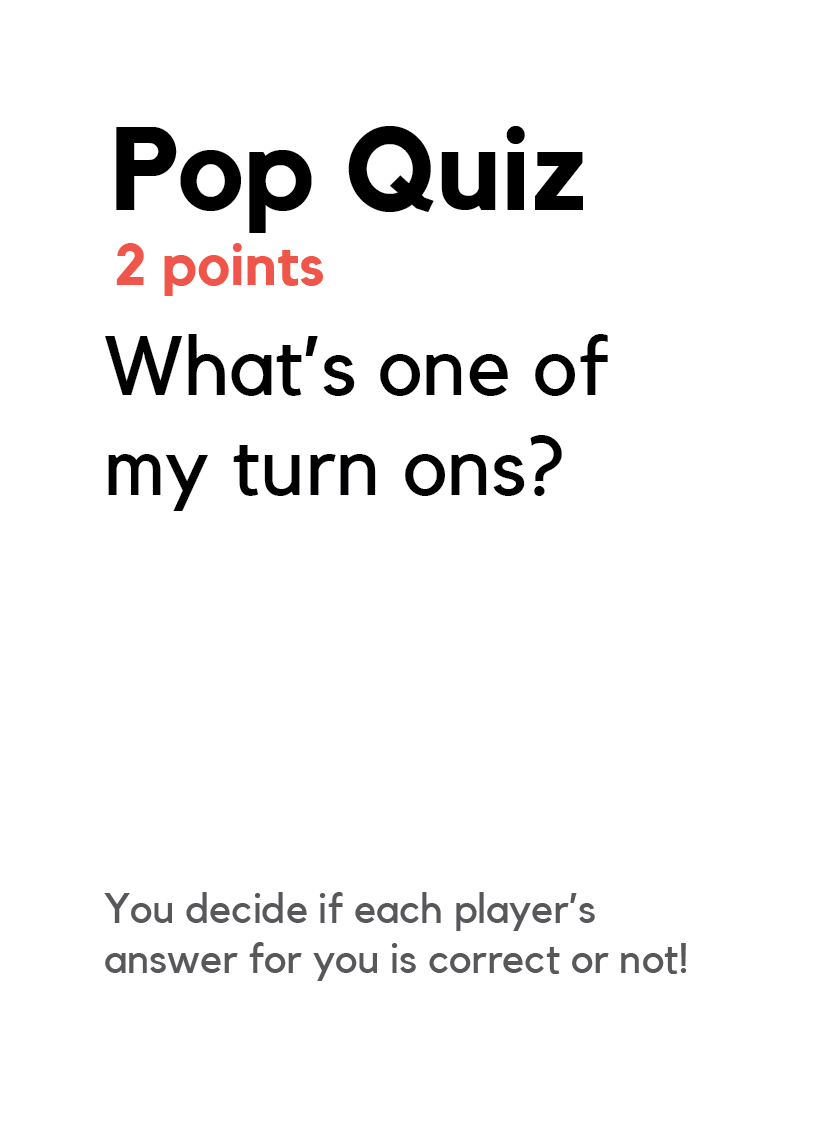 Pop Quiz
2 points
What’s one of
my turn ons?
You decide if each player’s
answer for you is correct or not!